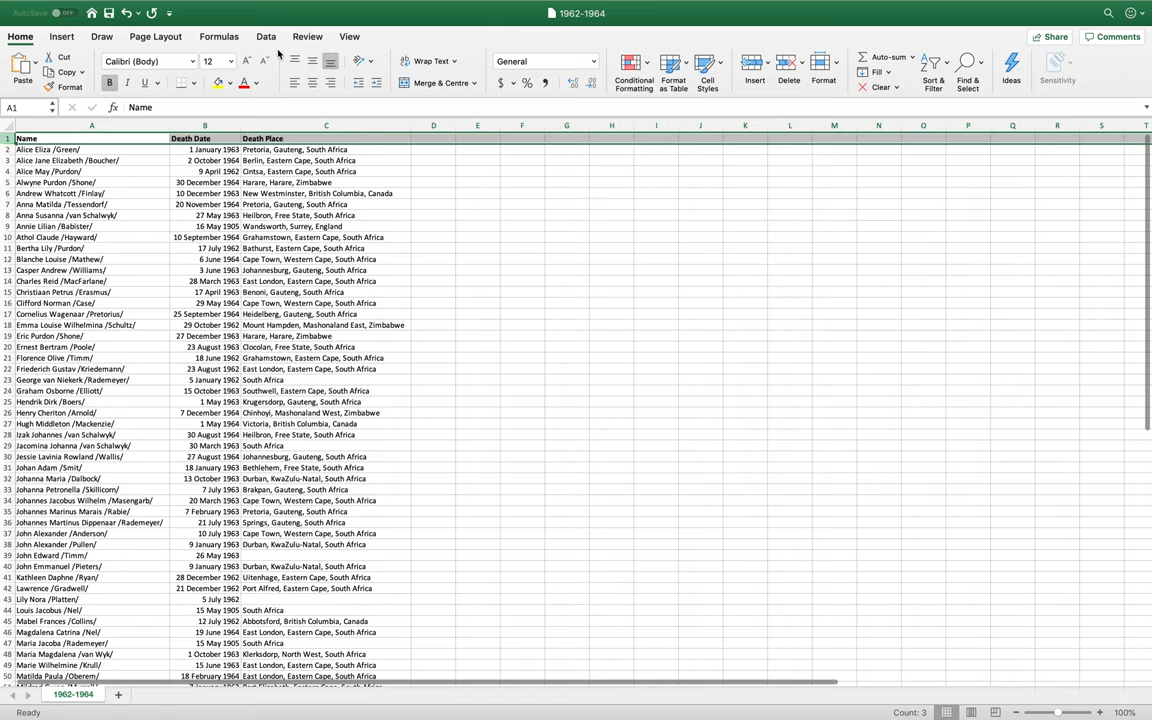 AutoSave OFF 1962-1964
Home Insert Draw Page Layout Formulas Data Review View Share Comments
Paste Cut Copy Format Calibri (Body) 12 A A B I U A Wrap Text Merge & Centre General $ % , Conditional Formatting Format as Table Cell Styles Insert Delete Format Auto-sum Fill Clear Sort & Filter Find & Select Ideas Sensitivity
A1 fx Name
A B C D E F G H I J K L M N O P Q R S T
1 Name Death Date Death Place
2 Alice Eliza /Green/ 1 January 1963 Pretoria, Gauteng, South Africa
3 Alice Jane Elizabeth /Boucher/ 2 October 1964 Berlin, Eastern Cape, South Africa
4 Alice May /Purdon/ 9 April 1962 Cintsa, Eastern Cape, South Africa
5 Alwyne Purdon /Shone/ 30 December 1964 Harare, Harare, Zimbabwe
6 Andrew Whatcott /Finlay/ 10 December 1963 New Westminster, British Columbia, Canada
7 Anna Matilda /Tessendorf/ 20 November 1964 Pretoria, Gauteng, South Africa
8 Anna Susanna /van Schalwyk/ 27 May 1963 Heilbron, Free State, South Africa
9 Annie Lilian /Babister/ 16 May 1905 Wandsworth, Surrey, England
10 Athol Claude /Hayward/ 10 September 1964 Grahamstown, Eastern Cape, South Africa
11 Bertha Lily /Purdon/ 17 July 1962 Bathurst, Eastern Cape, South Africa
12 Blanche Louise /Mathew/ 6 June 1964 Cape Town, Western Cape, South Africa
13 Casper Andrew /Williams/ 3 June 1963 Johannesburg, Gauteng, South Africa
14 Charles Reid /MacFarlane/ 28 March 1963 East London, Eastern Cape, South Africa
15 Christiaan Petrus /Erasmus/ 17 April 1963 Benoni, Gauteng, South Africa
16 Clifford Norman /Case/ 29 May 1964 Cape Town, Western Cape, South Africa
17 Cornelius Wagenaar /Pretorius/ 25 September 1964 Heidelberg, Gauteng, South Africa
18 Emma Louise Wilhelmina /Schultz/ 29 October 1962 Mount Hampden, Mashonaland East, Zimbabwe
19 Eric Purdon /Shone/ 27 December 1963 Harare, Harare, Zimbabwe
20 Ernest Bertram /Poole/ 23 August 1963 Clocolan, Free State, South Africa
21 Florence Olive /Timm/ 18 June 1962 Grahamstown, Eastern Cape, South Africa
22 Friederich Gustav /Kriedemann/ 23 August 1962 East London, Eastern Cape, South Africa
23 George van Niekerk /Rademeyer/ 5 January 1962 South Africa
24 Graham Osborne /Elliott/ 15 October 1963 Southwell, Eastern Cape, South Africa
25 Hendrik Dirk /Boers/ 1 May 1963 Krugersdorp, Gauteng, South Africa
26 Henry Cheriton /Arnold/ 7 December 1964 Chinhoyi, Mashonaland West, Zimbabwe
27 Hugh Middleton /Mackenzie/ 1 May 1964 Victoria, British Columbia, Canada
28 Izak Johannes /van Schalwyk/ 30 August 1964 Heilbron, Free State, South Africa
29 Jacomina Johanna /van Schalwyk/ 30 March 1963 South Africa
30 Jessie Lavinia Rowland /Wallis/ 27 August 1964 Johannesburg, Gauteng, South Africa
31 Johan Adam /Smit/ 18 January 1963 Bethlehem, Free State, South Africa
32 Johanna Maria /Dalbock/ 13 October 1963 Durban, KwaZulu-Natal, South Africa
33 Johanna Petronella /Skillicorn/ 7 July 1963 Brakpan, Gauteng, South Africa
34 Johannes Jacobus Wilhelm /Masengarb/ 20 March 1963 Cape Town, Western Cape, South Africa
35 Johannes Marinus Marais /Rabie/ 7 February 1963 Pretoria, Gauteng, South Africa
36 Johannes Martinus Dippenaar /Rademeyer/ 21 July 1963 Springs, Gauteng, South Africa
37 John Alexander /Anderson/ 10 July 1963 Cape Town, Western Cape, South Africa
38 John Alexander /Pullen/ 9 January 1963 Durban, KwaZulu-Natal, South Africa
39 John Edward /Timm/ 26 May 1963
40 John Emmanuel /Pieters/ 9 January 1963 Durban, KwaZulu-Natal, South Africa
41 Kathleen Daphne /Ryan/ 28 December 1962 Uitenhage, Eastern Cape, South Africa
42 Lawrence /Gradwell/ 21 December 1962 Port Alfred, Eastern Cape, South Africa
43 Lily Nora /Platten/ 5 July 1962
44 Louis Jacobus /Nel/ 15 May 1905 South Africa
45 Mabel Frances /Collins/ 12 July 1962 Abbotsford, British Columbia, Canada
46 Magdalena Catrina /Nel/ 19 June 1964 East London, Eastern Cape, South Africa
47 Maria Jacoba /Rademeyer/ 15 May 1905 South Africa
48 Maria Magdalena /van Wyk/ 1 October 1963 Klerksdorp, North West, South Africa
49 Marie Wilhelmine /Krull/ 15 June 1963 East London, Eastern Cape, South Africa
50 Matilda Paula /Oberem/ 18 February 1964 East London, Eastern Cape, South Africa
1962-1964
Ready Count: 3 100%